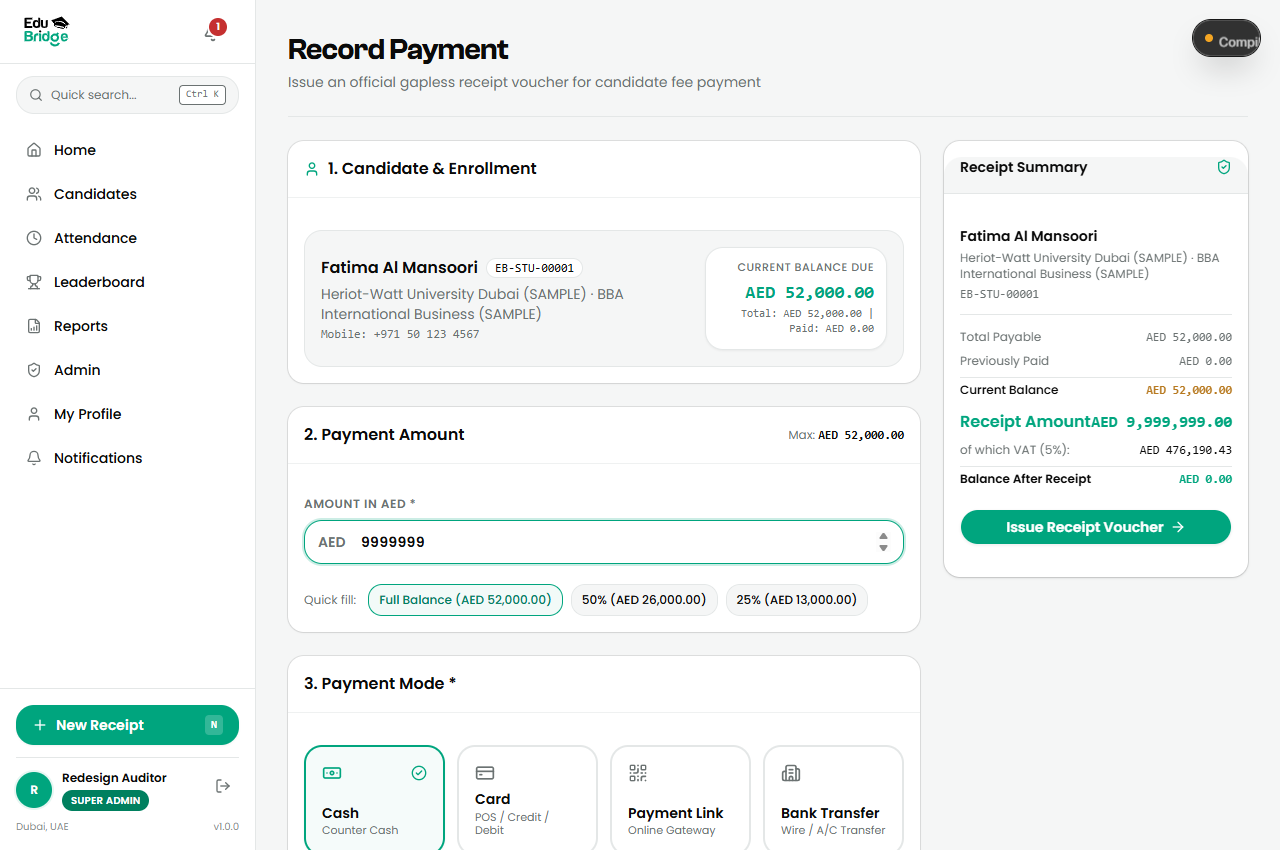 Edu
Bridge
1
Quick search...
Ctrl K
Home
Candidates
Attendance
Leaderboard
Reports
Admin
My Profile
Notifications
New Receipt
N
R
Redesign Auditor
SUPER ADMIN
Dubai, UAE
v1.0.0
Record Payment
Issue an official gapless receipt voucher for candidate fee payment
Compi
1. Candidate & Enrollment
Fatima Al Mansoori
EB-STU-00001
Heriot-Watt University Dubai (SAMPLE) · BBA
International Business (SAMPLE)
Mobile: +971 50 123 4567
CURRENT BALANCE DUE
AED 52,000.00
Total: AED 52,000.00 |
Paid: AED 0.00
2. Payment Amount
Max: AED 52,000.00
AMOUNT IN AED *
AED 9999999
Quick fill:
Full Balance (AED 52,000.00)
50% (AED 26,000.00)
25% (AED 13,000.00)
3. Payment Mode *
Cash
Counter Cash
Card
POS / Credit /
Debit
Payment Link
Online Gateway
Bank Transfer
Wire / A/C Transfer
Receipt Summary
Fatima Al Mansoori
Heriot-Watt University Dubai (SAMPLE) · BBA
International Business (SAMPLE)
EB-STU-00001
Total Payable AED 52,000.00
Previously Paid AED 0.00
Current Balance AED 52,000.00
Receipt Amount AED 9,999,999.00
of which VAT (5%): AED 476,190.43
Balance After Receipt AED 0.00
Issue Receipt Voucher →